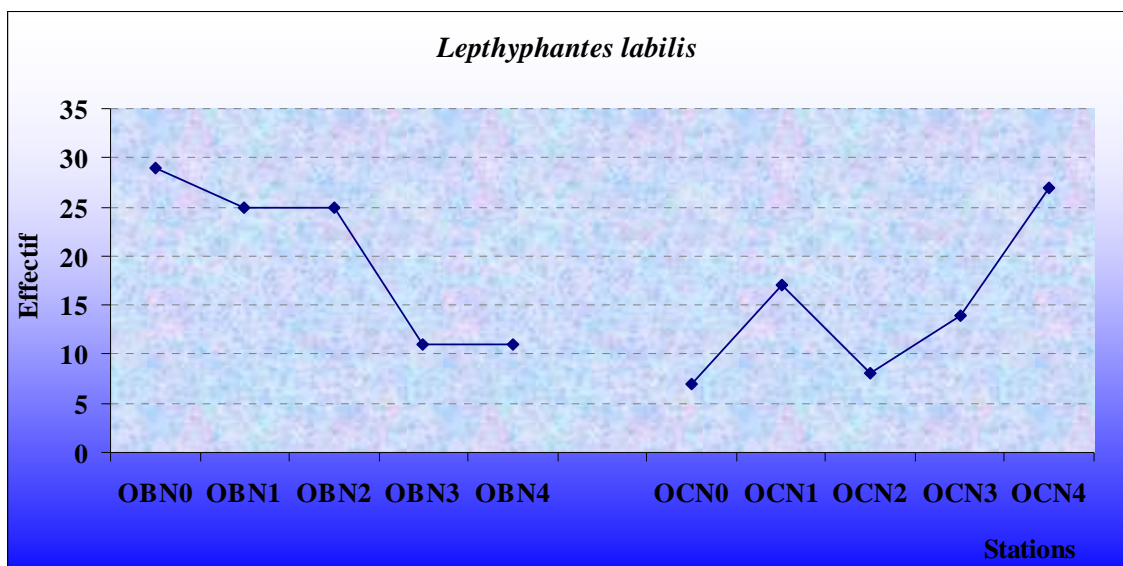 Lepthyphantes labilis
Effectif
35
30
25
20
15
10
5
0
OBN0 OBN1 OBN2 OBN3 OBN4 OCN0 OCN1 OCN2 OCN3 OCN4
Stations